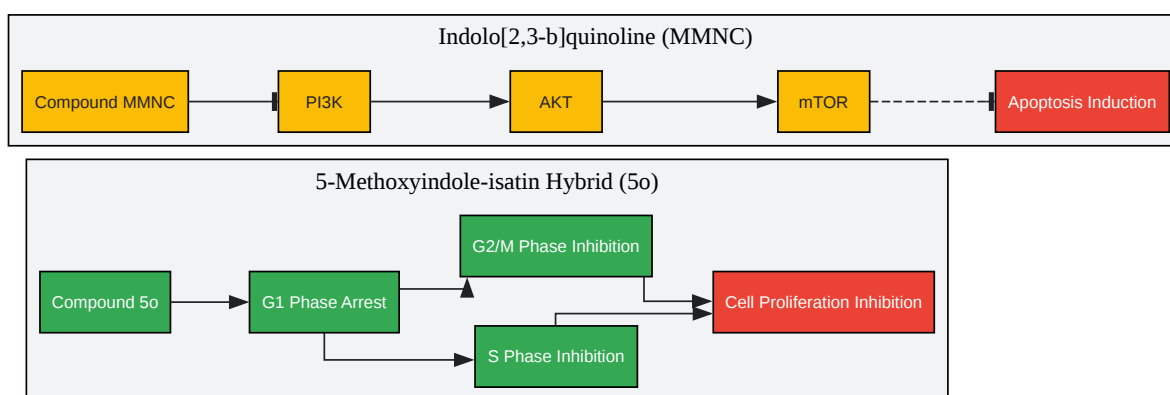 Indolo[2,3-b]quinoline (MMNC)
Compound MMNC
PI3K
AKT
mTOR
Apoptosis Induction
5-Methoxyindole-isatin Hybrid (5o)
G2/M Phase Inhibition
Compound 5o
G1 Phase Arrest
Cell Proliferation Inhibition
S Phase Inhibition